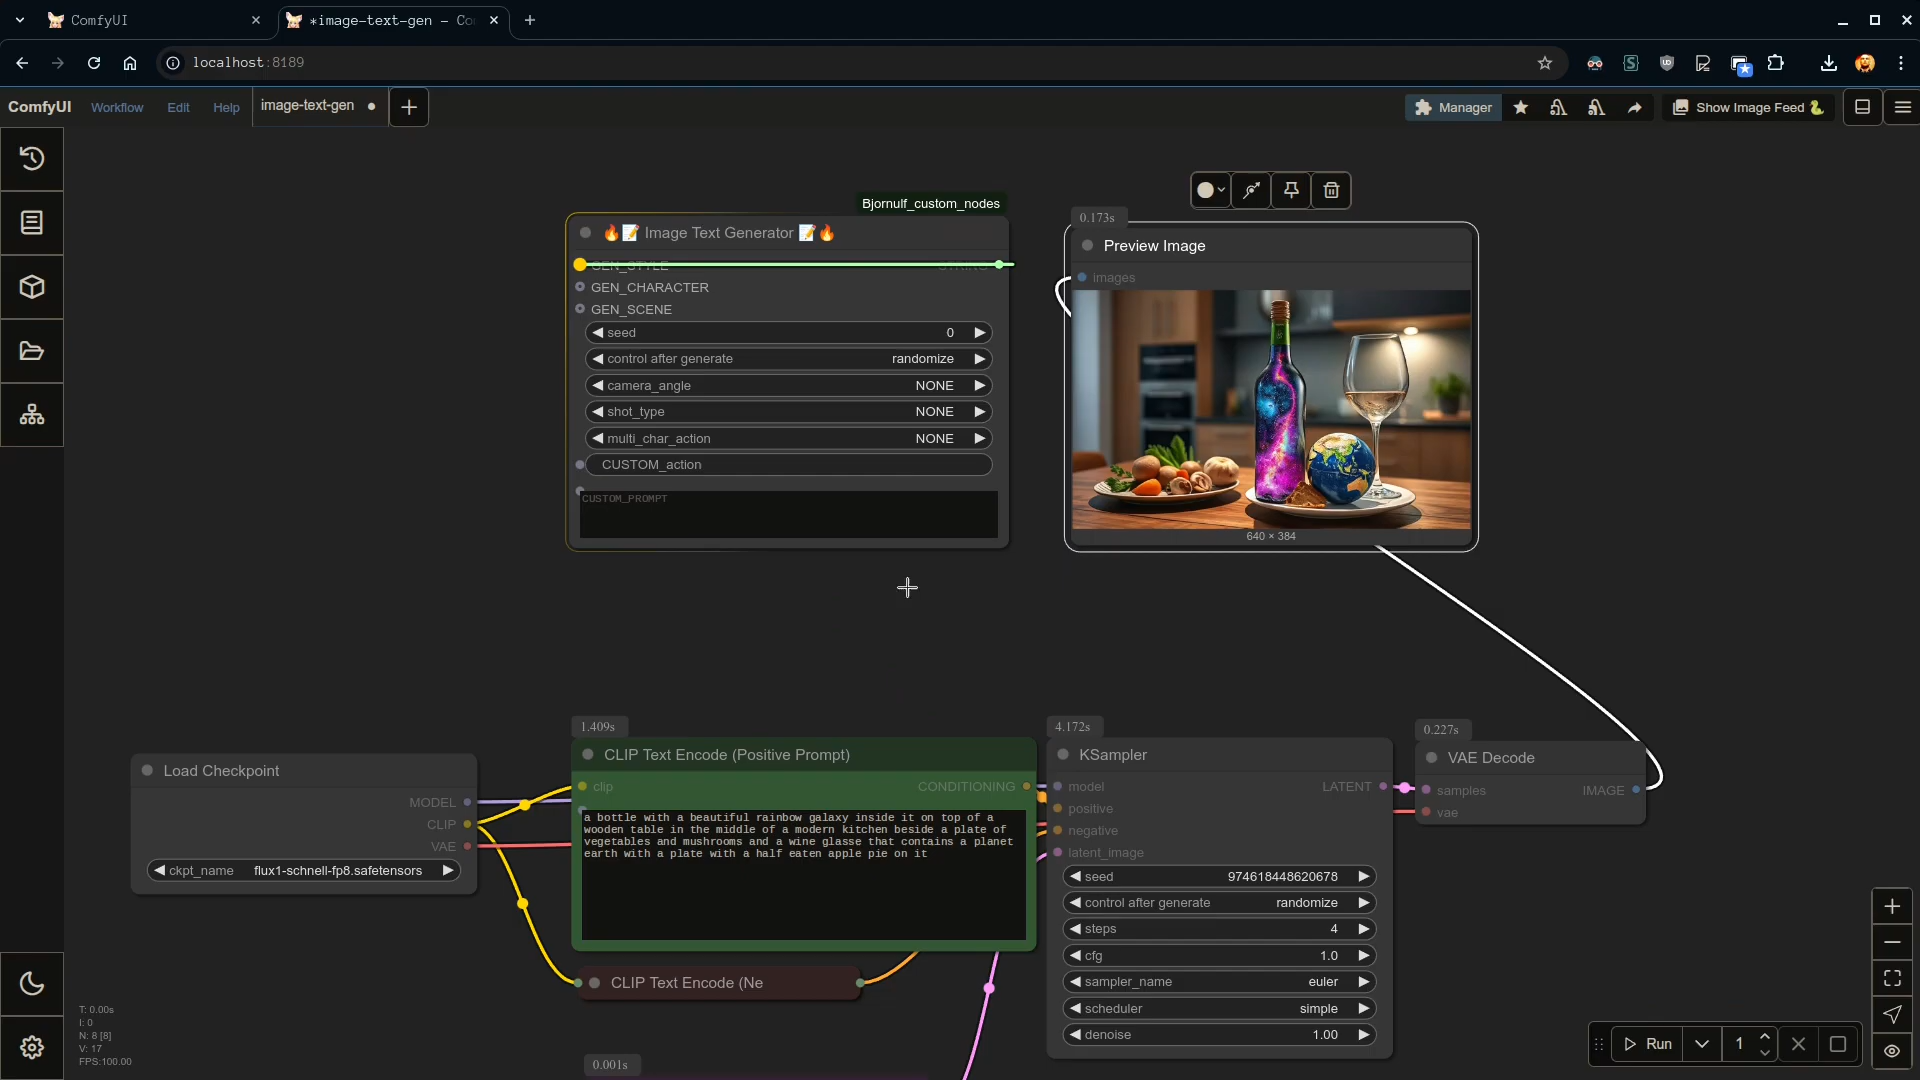 ComfyUI
*image-text-gen - Co
localhost:8189
ComfyUI
Workflow
Edit
Help
image-text-gen
Manager
Show Image Feed
Bjornulf_custom_nodes
Image Text Generator
GEN_STYLE
STRING
GEN_CHARACTER
GEN_SCENE
seed 0
control after generate randomize
camera_angle NONE
shot_type NONE
multi_char_action NONE
CUSTOM_action
CUSTOM_PROMPT
0.173s
Preview Image
images
640 × 384
Load Checkpoint
MODEL
CLIP
VAE
ckpt_name flux1-schnell-fp8.safetensors
1.409s
CLIP Text Encode (Positive Prompt)
clip
CONDITIONING
a bottle with a beautiful rainbow galaxy inside it on top of a
wooden table in the middle of a modern kitchen beside a plate of
vegetables and mushrooms and a wine glasse that contains a planet
earth with a plate with a half eaten apple pie on it
CLIP Text Encode (Ne
0.001s
4.172s
KSampler
model
LATENT
positive
negative
latent_image
seed 974618448620678
control after generate randomize
steps 4
cfg 1.0
sampler_name euler
scheduler simple
denoise 1.00
0.227s
VAE Decode
samples
IMAGE
vae
T: 0.00s
I: 0
N: 8 [8]
V: 17
FPS:100.00
Run
1